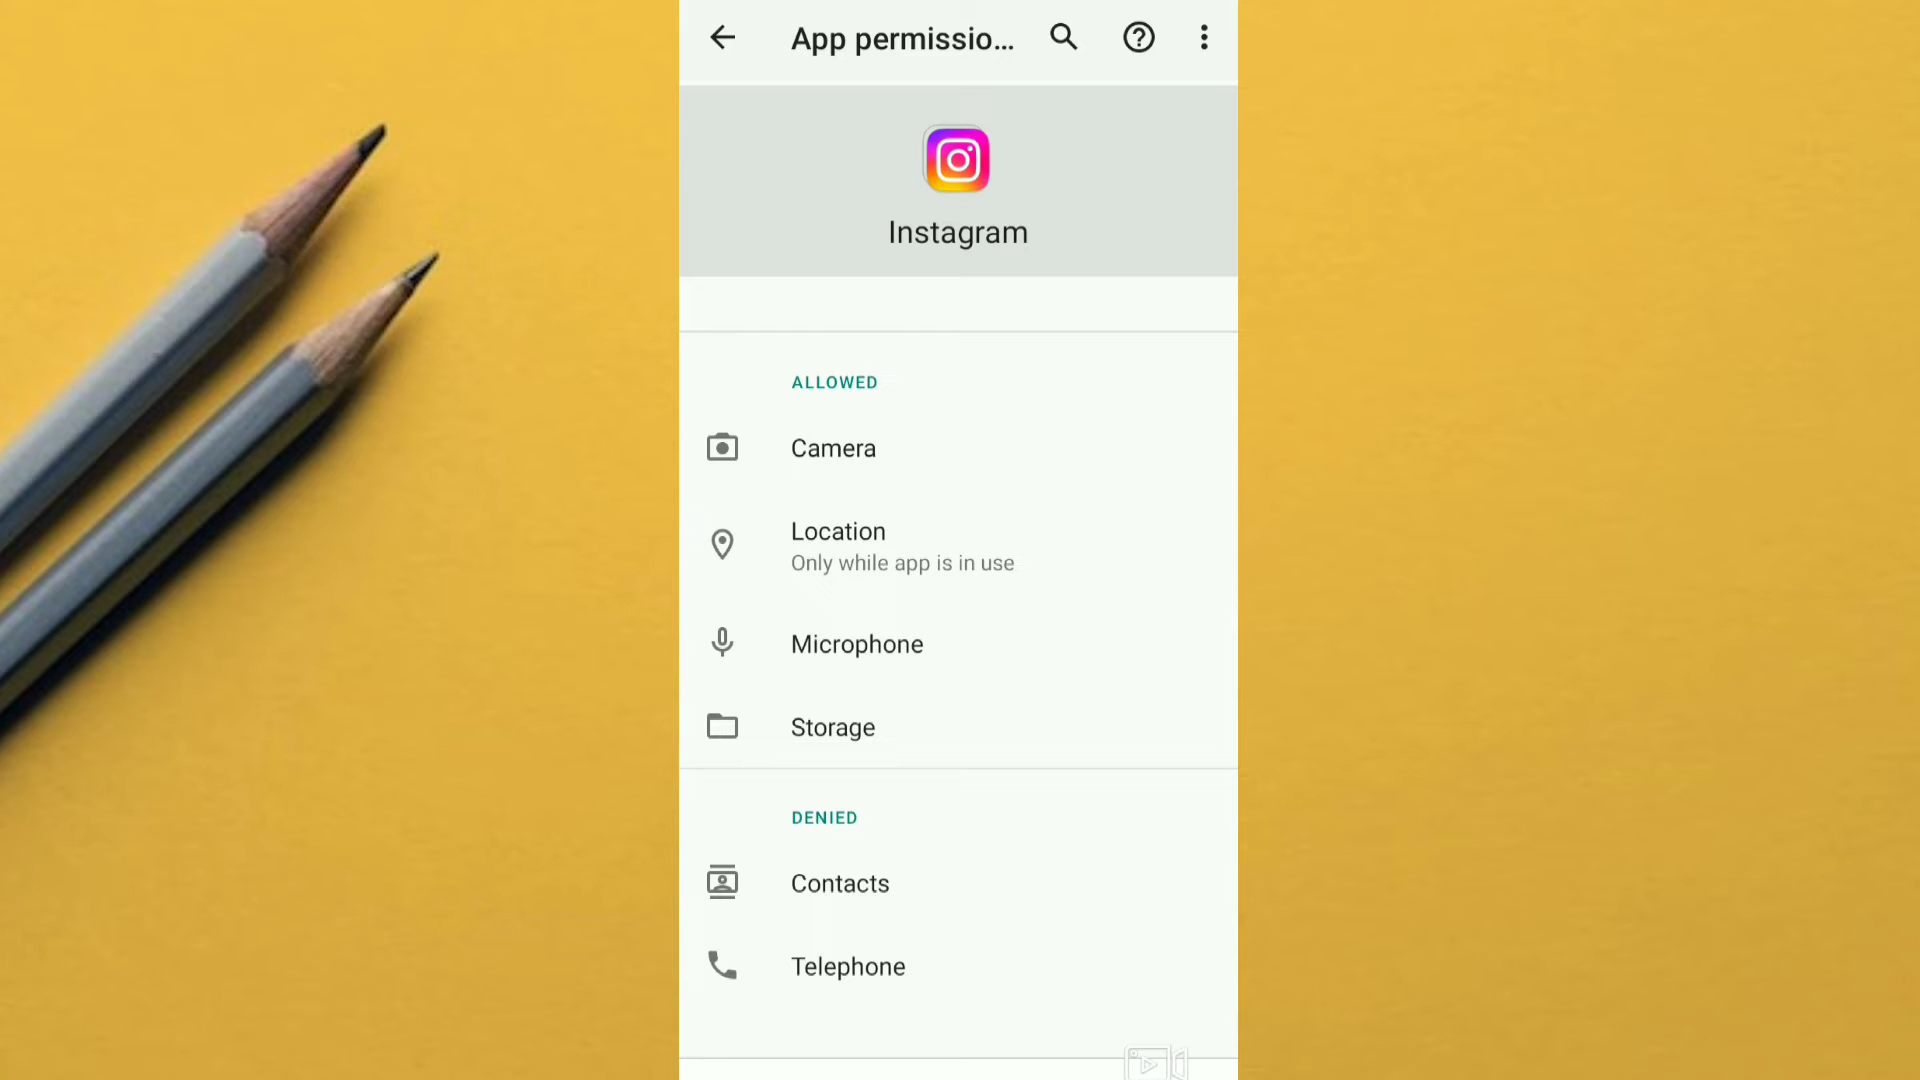 App permissio...
Instagram
ALLOWED
Camera
Location
Only while app is in use
Microphone
Storage
DENIED
Contacts
Telephone